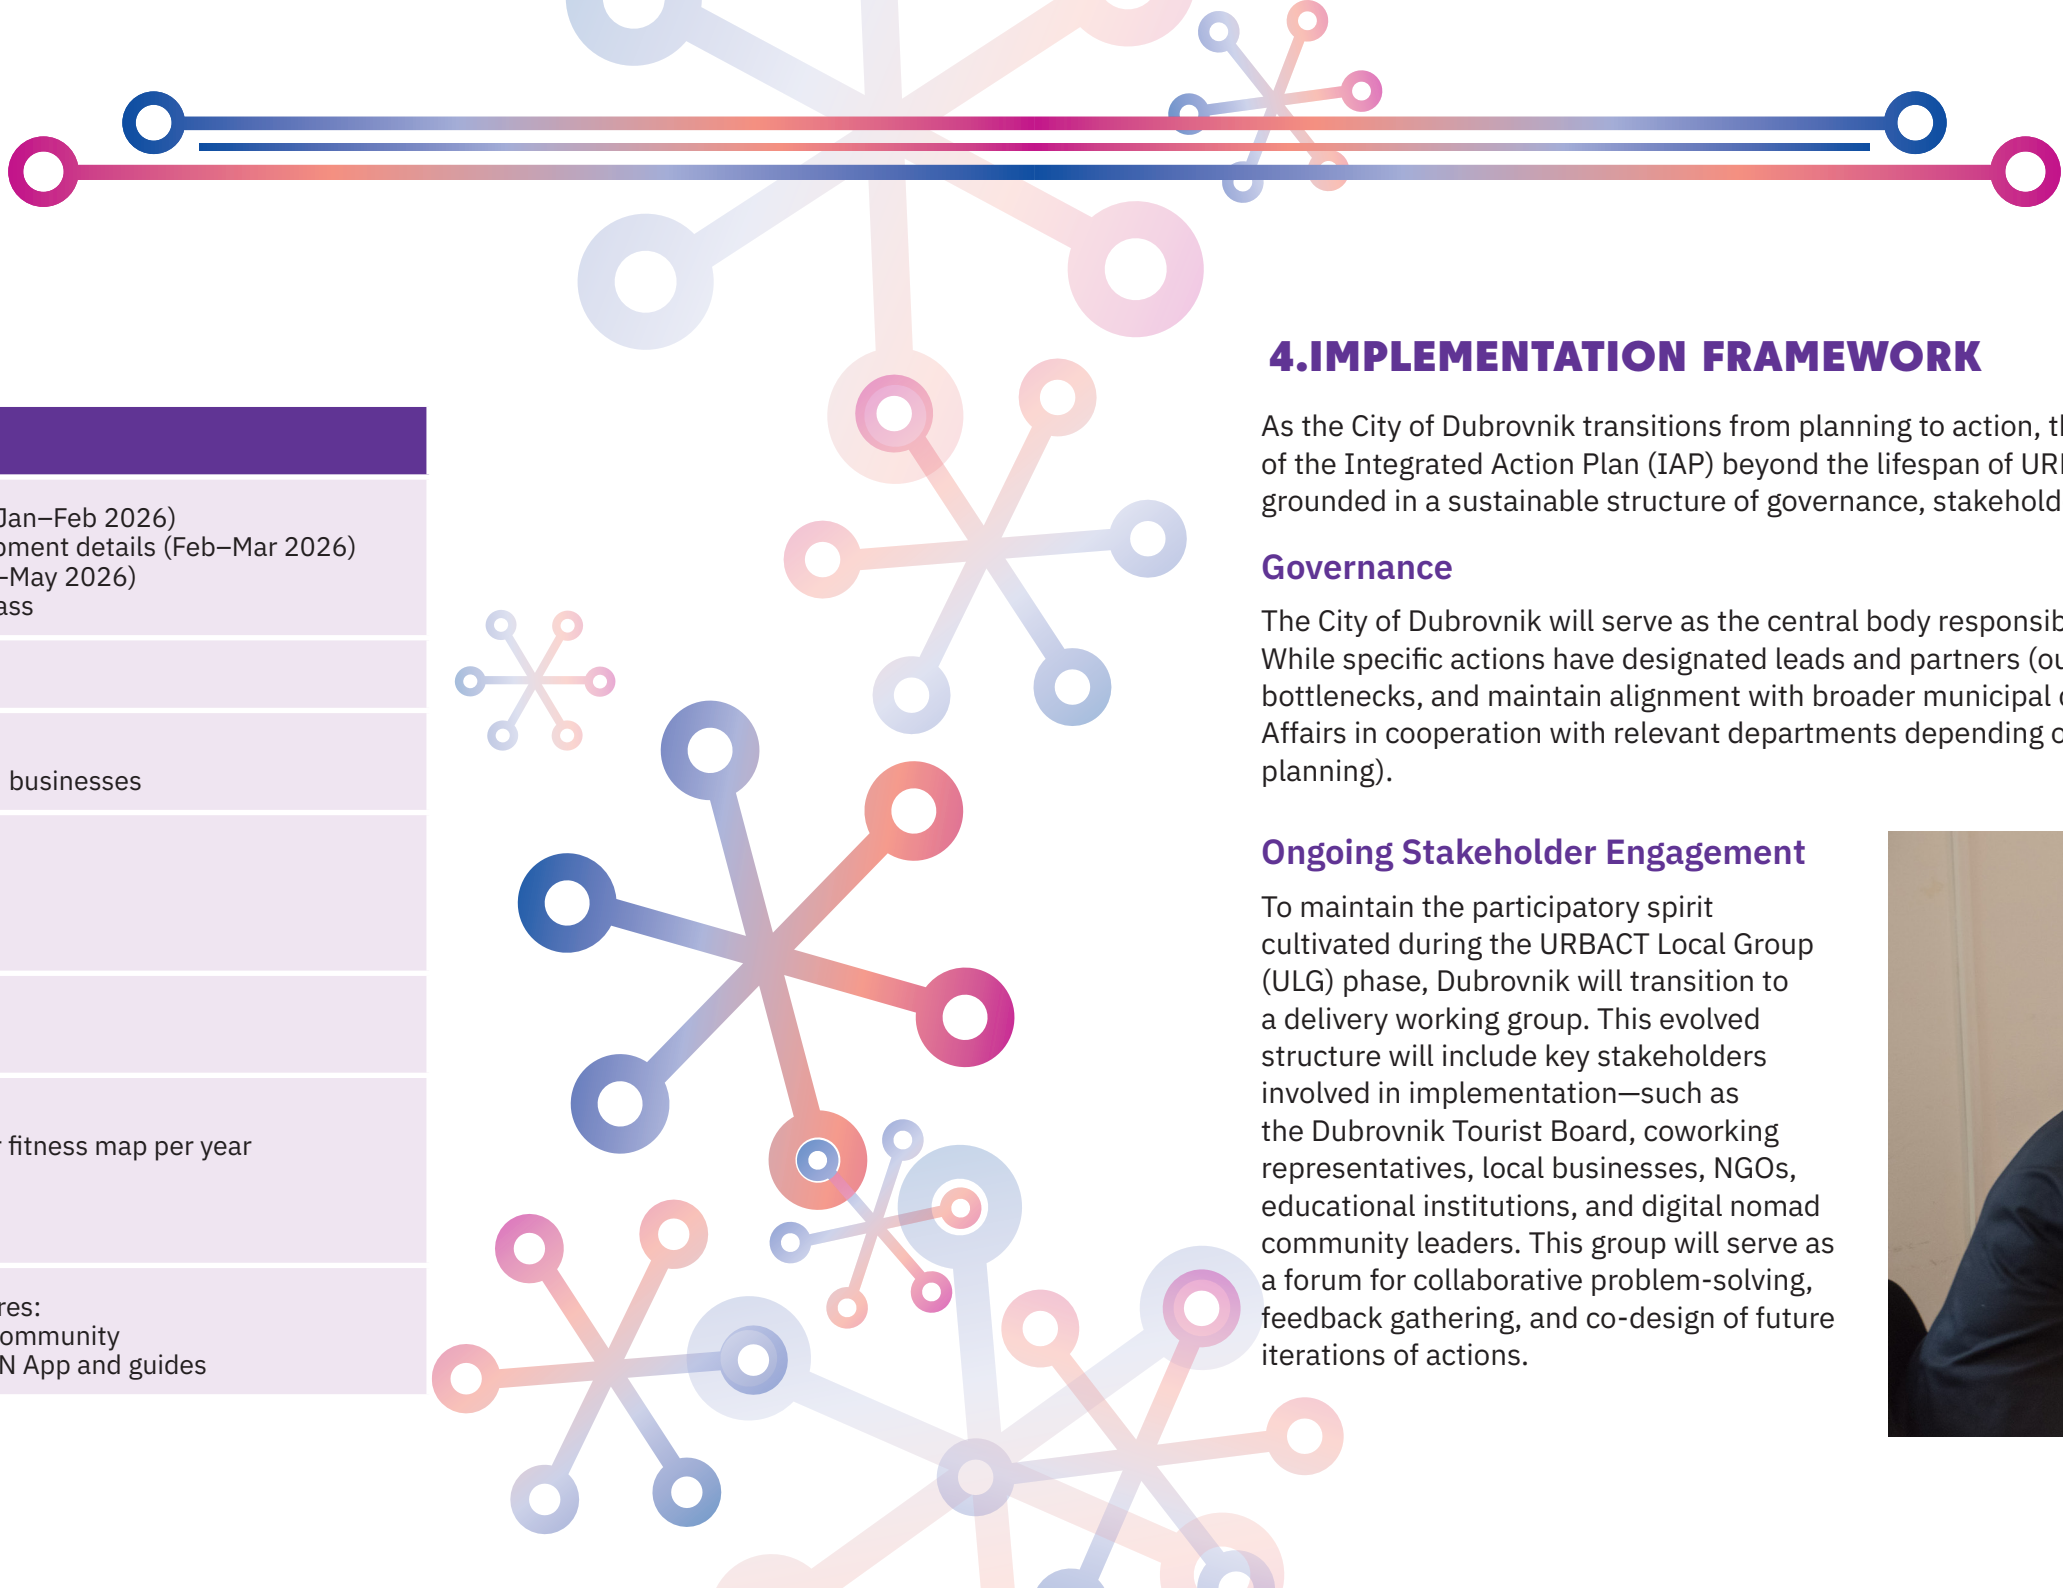 Jan–Feb 2026)
pment details (Feb–Mar 2026)
–May 2026)
ass
businesses
fitness map per year
res:
ommunity
N App and guides
4.IMPLEMENTATION FRAMEWORK
As the City of Dubrovnik transitions from planning to action,
of the Integrated Action Plan (IAP) beyond the lifespan of
grounded in a sustainable structure of governance,
Governance
The City of Dubrovnik will serve as the central body
While specific actions have designated leads and partners
bottlenecks, and maintain alignment with broader municipal
Affairs in cooperation with relevant departments depending
planning).
Ongoing Stakeholder Engagement
To maintain the participatory spirit
cultivated during the URBACT Local Group
(ULG) phase, Dubrovnik will transition to
a delivery working group. This evolved
structure will include key stakeholders
involved in implementation—such as
the Dubrovnik Tourist Board, coworking
representatives, local businesses, NGOs,
educational institutions, and digital nomad
community leaders. This group will serve as
a forum for collaborative problem-solving,
feedback gathering, and co-design of future
iterations of actions.